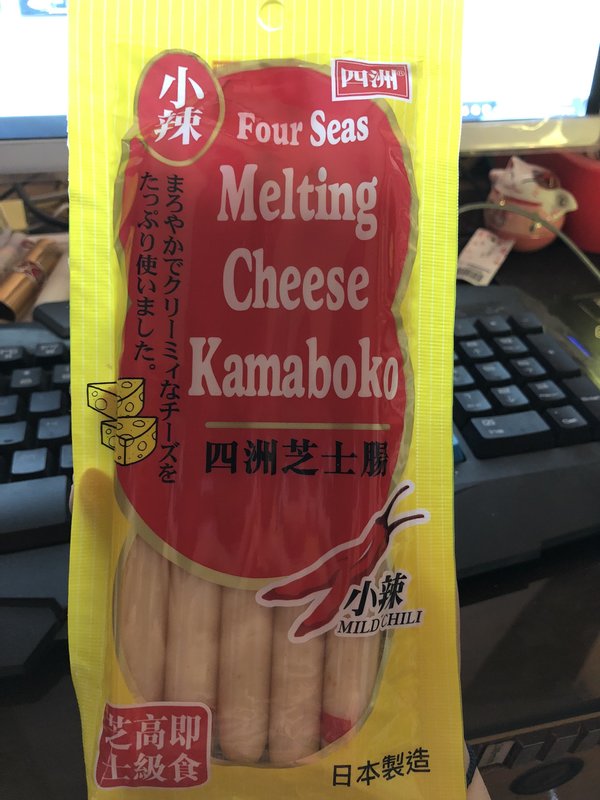 小辣
四洲®
Four Seas
Melting
Cheese
Kamaboko
まろやかでクリーミィなチーズを
たっぷり使いました。
四洲芝士腸
小辣
MILD CHILI
即食
高級
芝士
日本製造